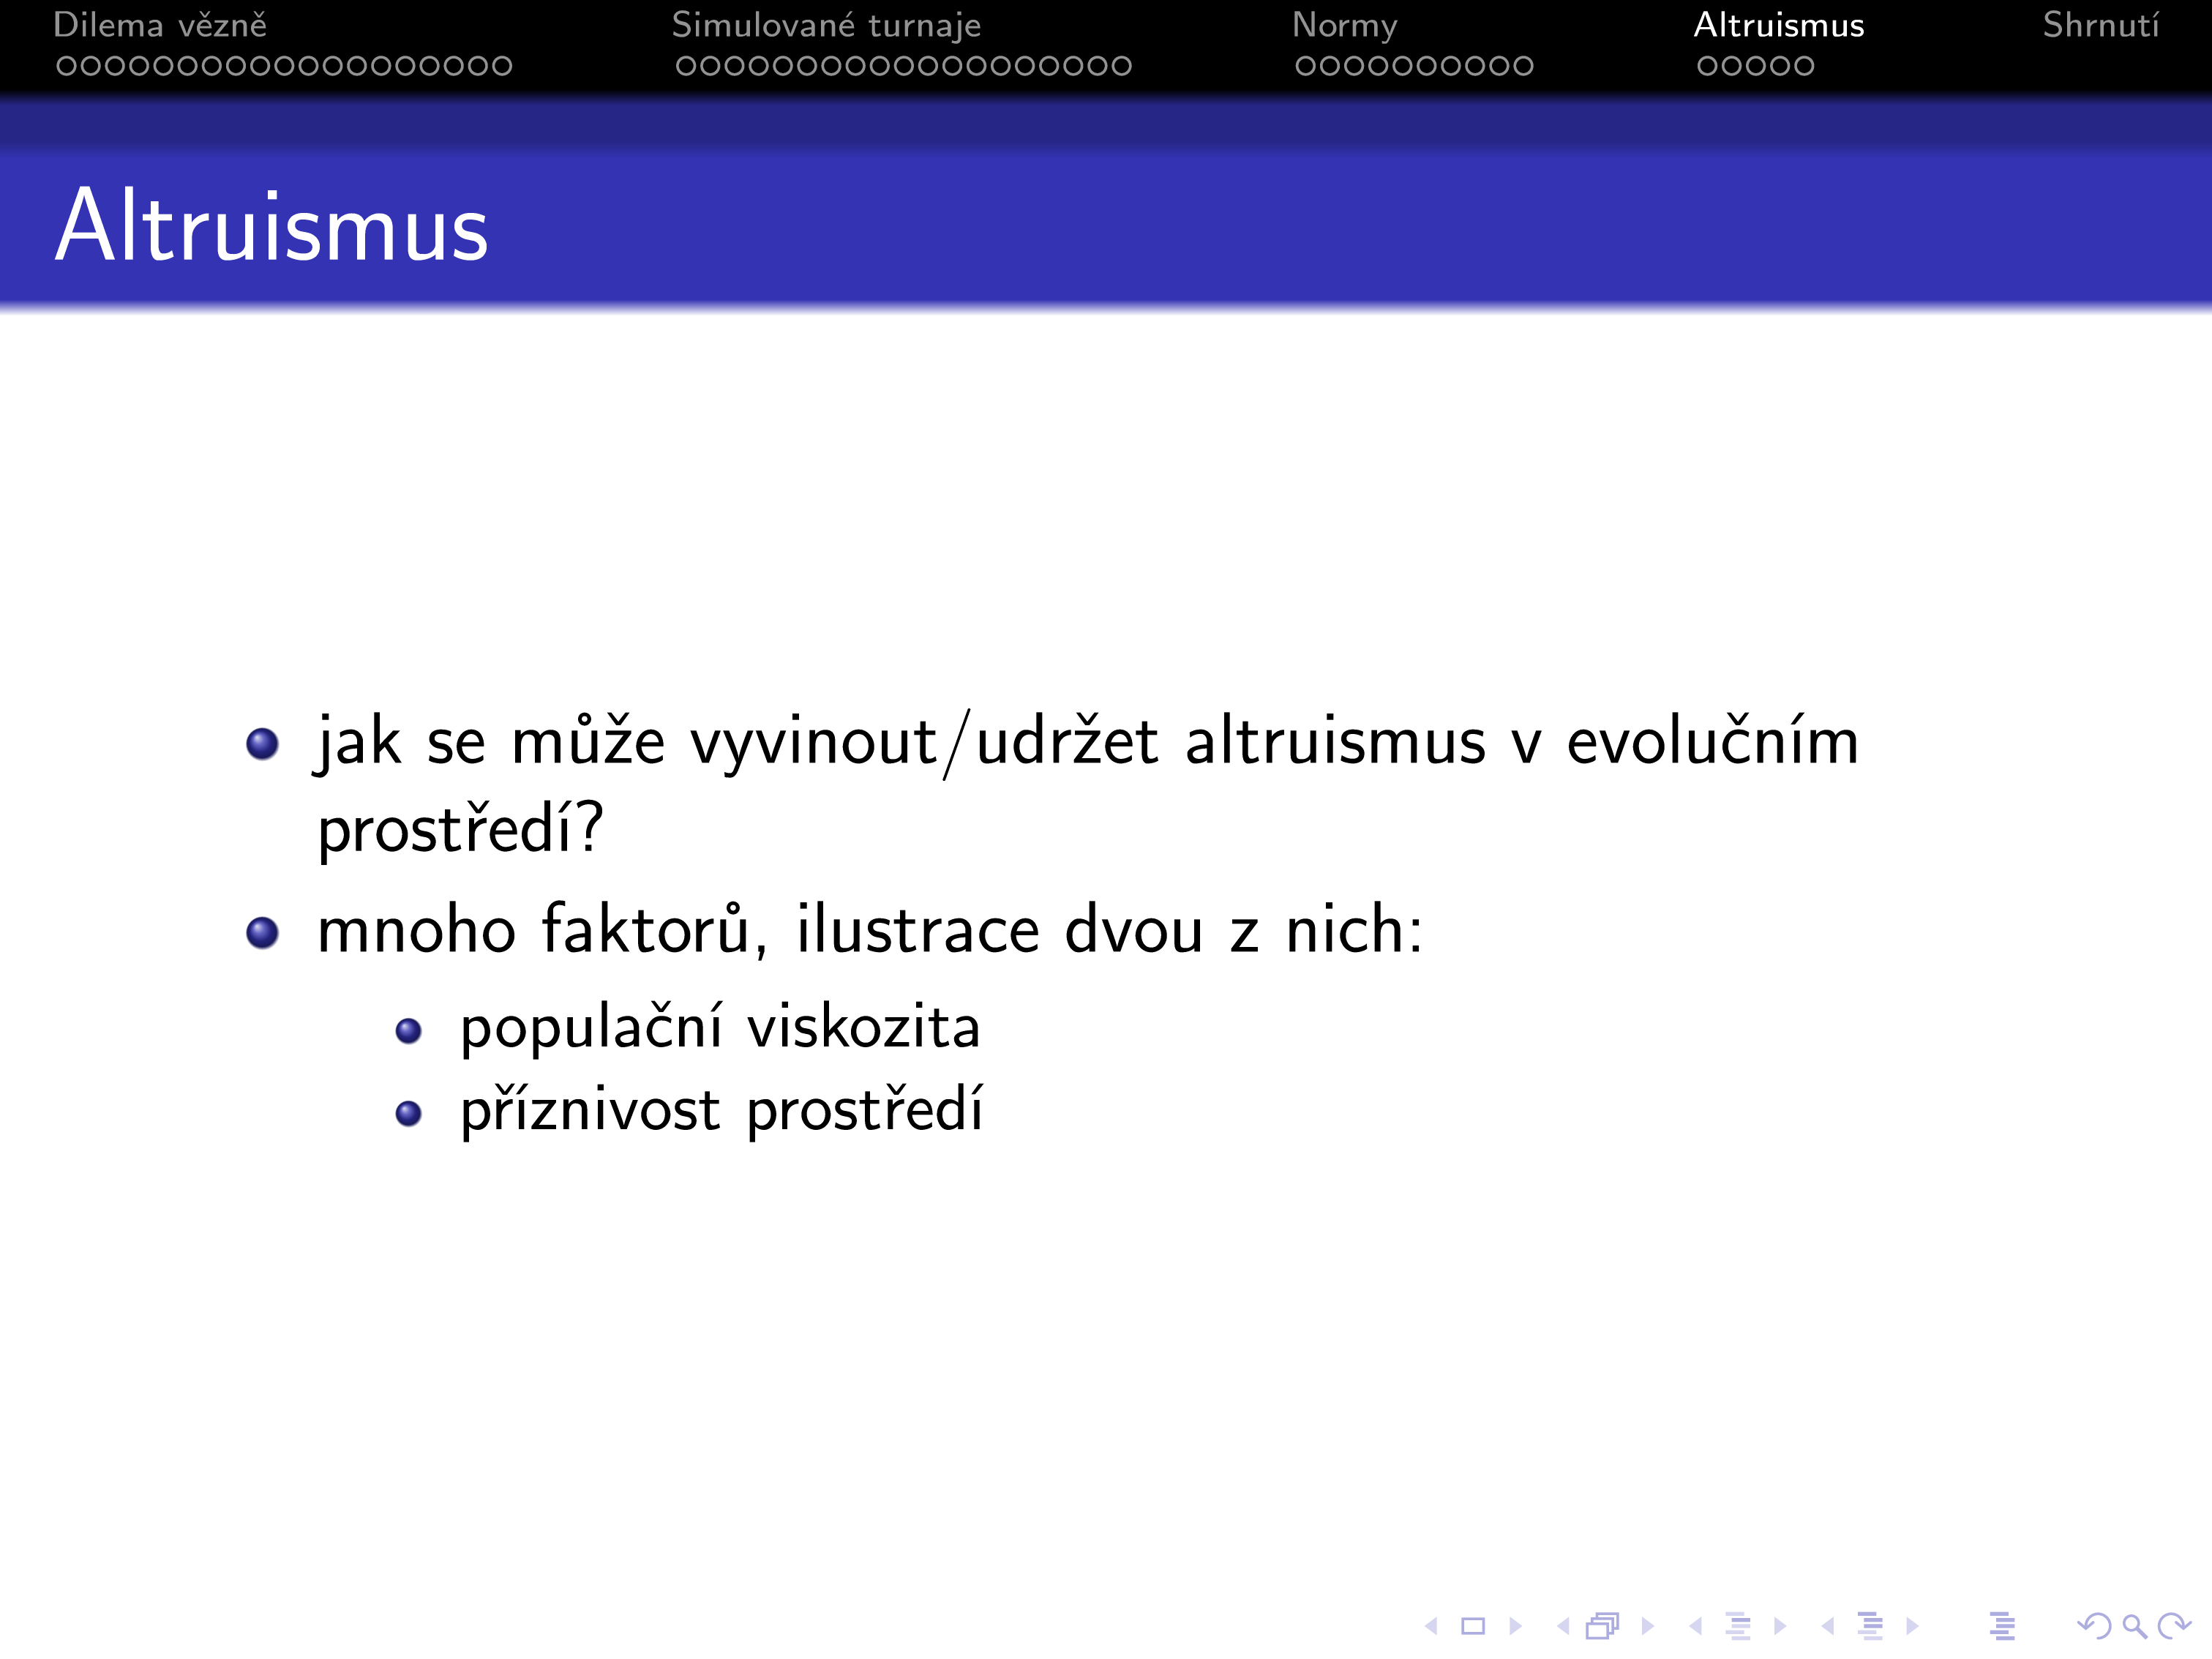 Dilema vězně
Simulované turnaje
Normy
Altruismus
Shrnutí
Altruismus
jak se může vyvinout/udržet altruismus v evolučním
prostředí?
mnoho faktorů, ilustrace dvou z nich:
populační viskozita
příznivost prostředí